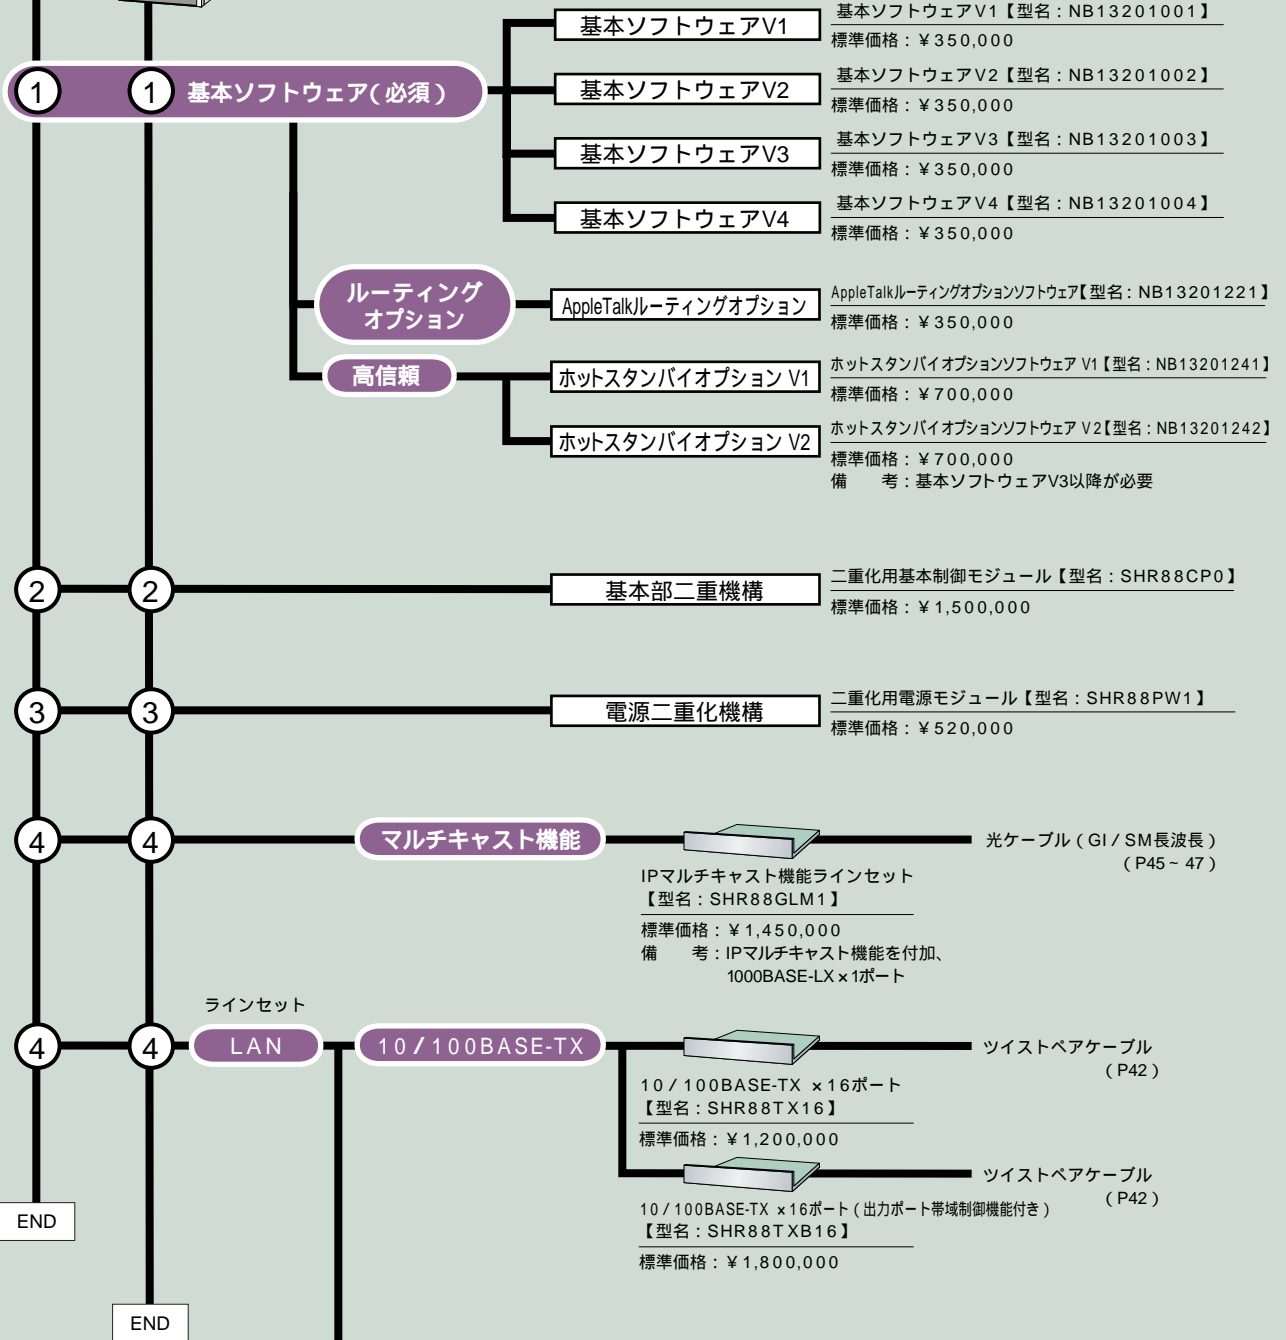 基本ソフトウェアV1
基本ソフトウェアV1【型名：NB13201001】
標準価格：￥350,000
1
1
基本ソフトウェア(必須)
基本ソフトウェアV2
基本ソフトウェアV2【型名：NB13201002】
標準価格：￥350,000
基本ソフトウェアV3
基本ソフトウェアV3【型名：NB13201003】
標準価格：￥350,000
基本ソフトウェアV4
基本ソフトウェアV4【型名：NB13201004】
標準価格：￥350,000
ルーティング
オプション
AppleTalkルーティングオプション
AppleTalkルーティングオプションソフトウェア【型名：NB13201221】
標準価格：￥350,000
高信頼
ホットスタンバイオプション V1
ホットスタンバイオプションソフトウェア V1【型名：NB13201241】
標準価格：￥700,000
ホットスタンバイオプション V2
ホットスタンバイオプションソフトウェア V2【型名：NB13201242】
標準価格：￥700,000
備　　考：基本ソフトウェアV3以降が必要
2
2
基本部二重機構
二重化用基本制御モジュール【型名：SHR88CP0】
標準価格：￥1,500,000
3
3
電源二重化機構
二重化用電源モジュール【型名：SHR88PW1】
標準価格：￥520,000
4
4
マルチキャスト機能
光ケーブル（GI／SM長波長）
（P45～47）
IPマルチキャスト機能ラインセット
【型名：SHR88GLM1】
標準価格：￥1,450,000
備　　考：IPマルチキャスト機能を付加、
1000BASE-LX×1ポート
ラインセット
4
4
LAN
10/100BASE-TX
ツイストペアケーブル
（P42）
10／100BASE-TX ×16ポート
【型名：SHR88TX16】
標準価格：￥1,200,000
ツイストペアケーブル
（P42）
10／100BASE-TX ×16ポート（出力ポート帯域制御機能付き）
【型名：SHR88TXB16】
標準価格：￥1,800,000
END
END